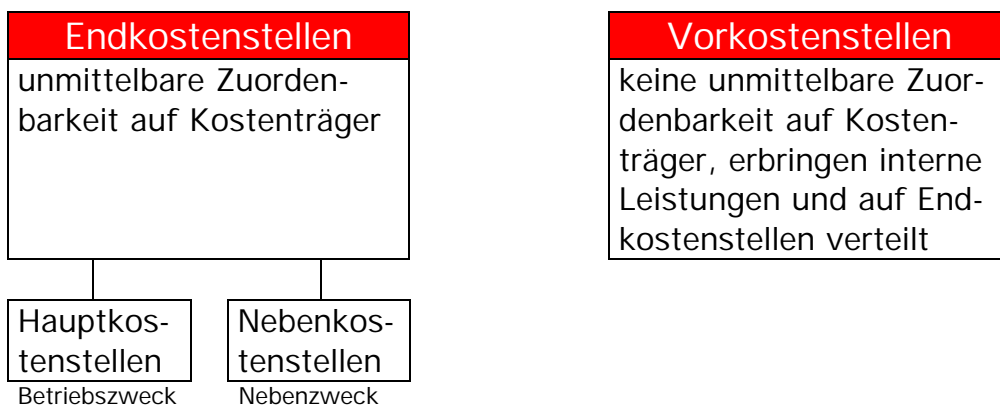 Endkostenstellen
unmittelbare Zuorden-
barkeit auf Kostenträger
Vorkostenstellen
keine unmittelbare Zuor-
denbarkeit auf Kosten-
träger, erbringen interne
Leistungen und auf End-
kostenstellen verteilt
Hauptkos-
tenstellen
Betriebszweck
Nebenkos-
tenstellen
Nebenzweck